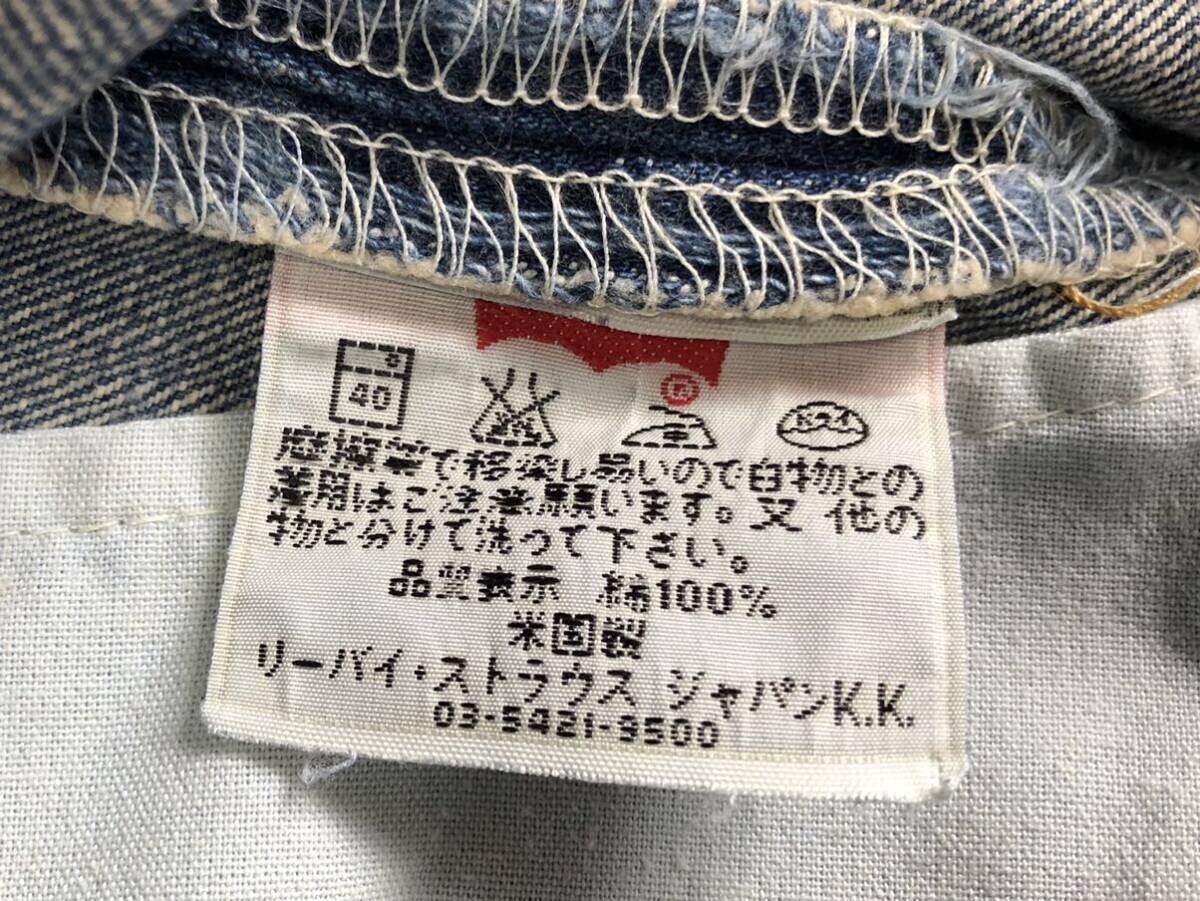 40
摩擦等で移染し易いので白物との
着用はご注意願います。又 他の
物と分けて洗って下さい。
品質表示 綿100%
米国製
リーバイ・ストラウス ジャパンK.K.
03-5421-9500